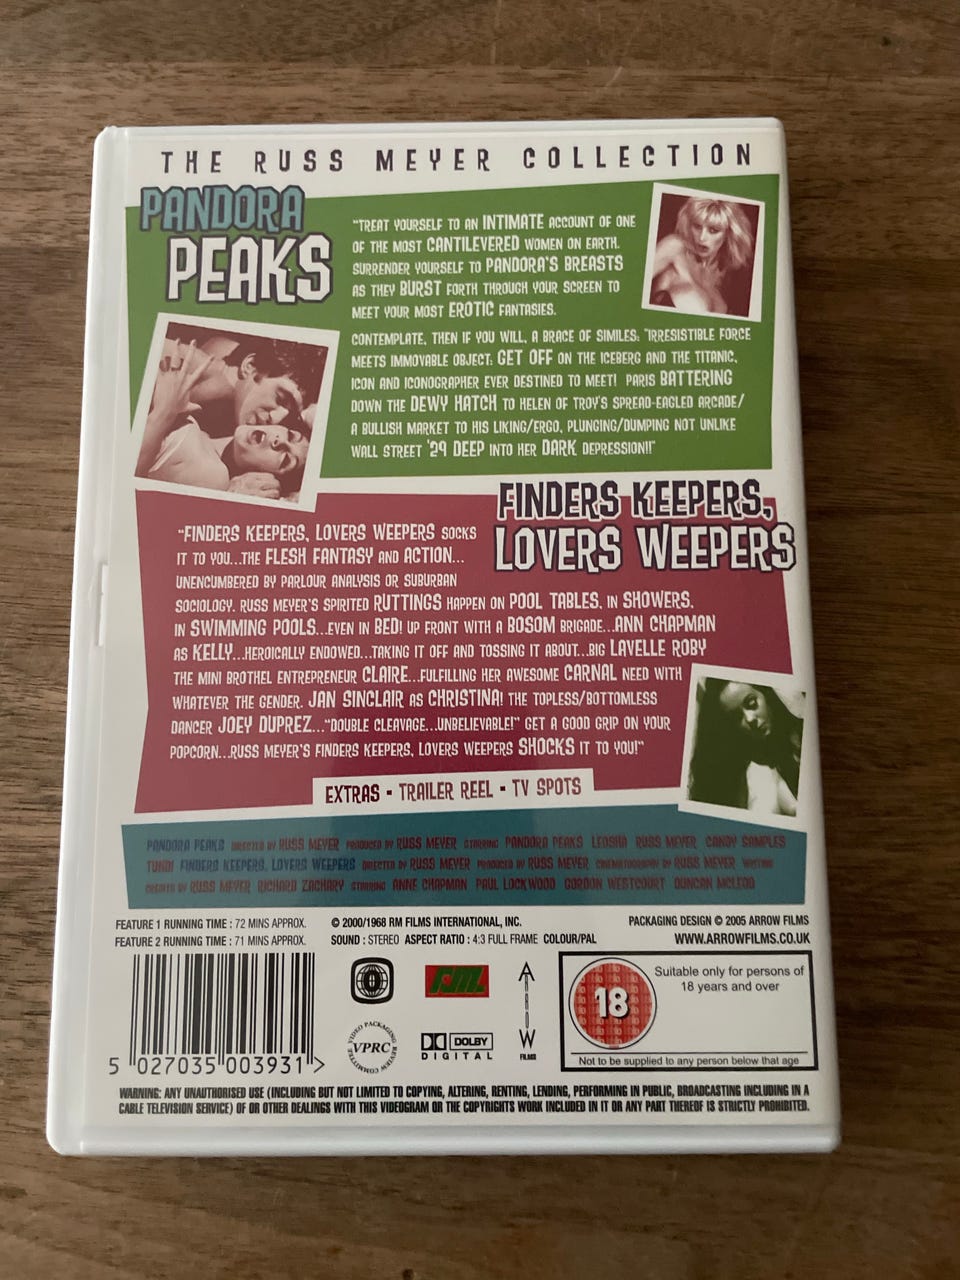 THE RUSS MEYER COLLECTION
PANDORA
PEAKS
"TREAT YOURSELF TO AN INTIMATE ACCOUNT OF ONE
OF THE MOST CANTILEVERED WOMEN ON EARTH.
SURRENDER YOURSELF TO PANDORA'S BREASTS
AS THEY BURST FORTH THROUGH YOUR SCREEN TO
MEET YOUR MOST EROTIC FANTASIES.
CONTEMPLATE, THEN IF YOU WILL, A BRACE OF SIMILES: "IRRESISTIBLE FORCE
MEETS IMMOVABLE OBJECT; GET OFF ON THE ICEBERG AND THE TITANIC,
ICON AND ICONOGRAPHER EVER DESTINED TO MEET! PARIS BATTERING
DOWN THE DEWY HATCH TO HELEN OF TROY'S SPREAD-EAGLED ARCADE/
A BULLISH MARKET TO HIS LIKING/ERGO, PLUNGING/DUMPING NOT UNLIKE
WALL STREET '29 DEEP INTO HER DARK DEPRESSION!!"
FINDERS KEEPERS,
LOVERS WEEPERS
"FINDERS KEEPERS, LOVERS WEEPERS SOCKS
IT TO YOU...THE FLESH FANTASY AND ACTION...
UNENCUMBERED BY PARLOUR ANALYSIS OR SUBURBAN
SOCIOLOGY. RUSS MEYER'S SPIRITED RUTTINGS HAPPEN ON POOL TABLES, IN SHOWERS,
IN SWIMMING POOLS...EVEN IN BED! UP FRONT WITH A BOSOM BRIGADE...ANN CHAPMAN
AS KELLY...HEROICALLY ENDOWED...TAKING IT OFF AND TOSSING IT ABOUT...BIG LAVELLE ROBY
THE MINI BROTHEL ENTREPRENEUR CLAIRE...FULFILLING HER AWESOME CARNAL NEED WITH
WHATEVER THE GENDER. JAN SINCLAIR AS CHRISTINA! THE TOPLESS/BOTTOMLESS
DANCER JOEY DUPREZ..."DOUBLE CLEAVAGE...UNBELIEVABLE!" GET A GOOD GRIP ON YOUR
POPCORN...RUSS MEYER'S FINDERS KEEPERS, LOVERS WEEPERS SHOCKS IT TO YOU!"
EXTRAS • TRAILER REEL • TV SPOTS
PANDORA PEAKS DIRECTED BY RUSS MEYER PRODUCED BY RUSS MEYER STARRING PANDORA PEAKS LEOSHA RUSS MEYER CANDY SAMPLES
TUNDI FINDERS KEEPERS, LOVERS WEEPERS DIRECTED BY RUSS MEYER PRODUCED BY RUSS MEYER CINEMATOGRAPHY BY RUSS MEYER WRITING
CREDITS BY RUSS MEYER RICHARD ZACHARY STARRING ANNE CHAPMAN PAUL LOCKWOOD GORDON WESTCOURT DUNCAN MCLEOD
FEATURE 1 RUNNING TIME : 72 MINS APPROX.
FEATURE 2 RUNNING TIME : 71 MINS APPROX.
© 2000/1968 RM FILMS INTERNATIONAL, INC.
SOUND : STEREO ASPECT RATIO : 4:3 FULL FRAME COLOUR/PAL
PACKAGING DESIGN © 2005 ARROW FILMS
WWW.ARROWFILMS.CO.UK
5 027035 003931 >
0
VIDEO PACKAGING REVIEW COMMITTEE
VPRC
RM
DOLBY
DIGITAL
ARROW
FILMS
18
Suitable only for persons of
18 years and over
Not to be supplied to any person below that age
WARNING: ANY UNAUTHORISED USE (INCLUDING BUT NOT LIMITED TO COPYING, ALTERING, RENTING, LENDING, PERFORMING IN PUBLIC, BROADCASTING INCLUDING IN A
CABLE TELEVISION SERVICE) OF OR OTHER DEALINGS WITH THIS VIDEOGRAM OR THE COPYRIGHTS WORK INCLUDED IN IT OR ANY PART THEREOF IS STRICTLY PROHIBITED.